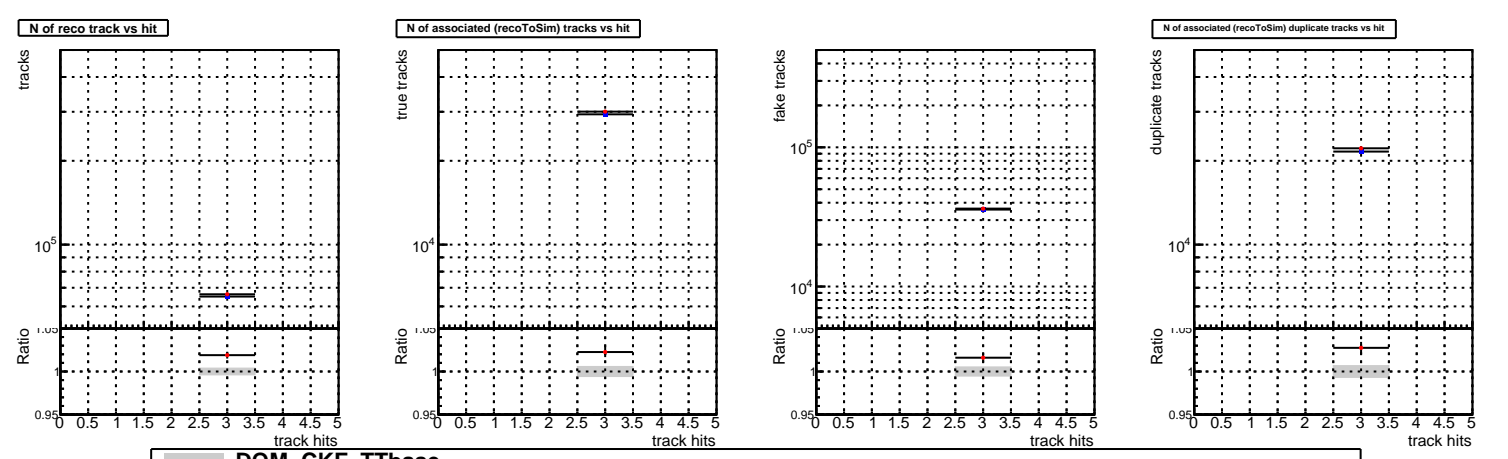 N of reco track vs hit
N of associated (recoToSim) tracks vs hit
N of associated (recoToSim) duplicate tracks vs hit
tracks
10^5
Ratio
1.05
1
0.95
0 0.5 1 1.5 2 2.5 3 3.5 4 4.5 5
track hits
true tracks
10^4
Ratio
1.05
1
0.95
0 0.5 1 1.5 2 2.5 3 3.5 4 4.5 5
track hits
fake tracks
10^5
10^4
Ratio
1.05
1
0.95
0 0.5 1 1.5 2 2.5 3 3.5 4 4.5 5
track hits
duplicate tracks
10^4
Ratio
1.05
1
0.95
0 0.5 1 1.5 2 2.5 3 3.5 4 4.5 5
track hits